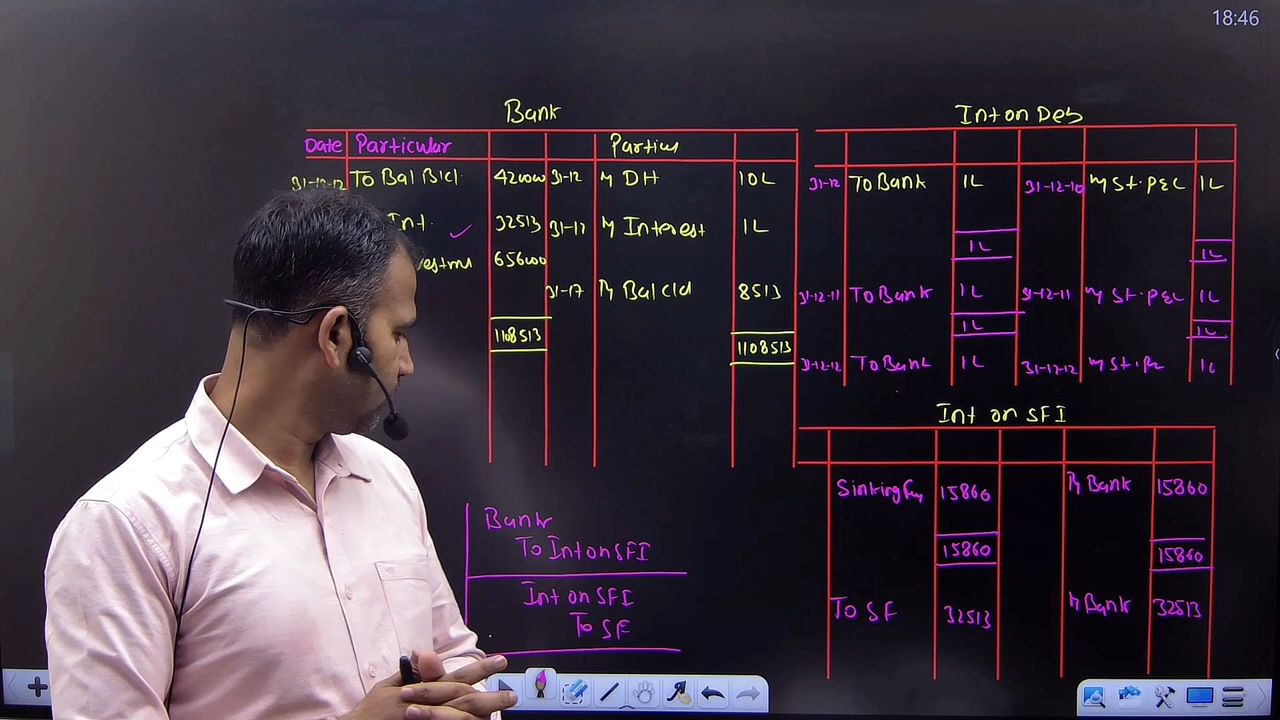 18:46
Bank
Date Particular Particu
31-12-12 To Bal B/d 420000 31-12 By DH 10L
Int. 32513 31-12 By Interest 1L
vestmn 656000
31-12 By Bal C/d 8513
1108513 1108513
Int on Deb
31-12 To Bank 1L 31-12-10 By St. P&L 1L
1L 1L
31-12-11 To Bank 1L 31-12-11 By St. P&L 1L
1L 1L
31-12-12 To Bank 1L 31-12-12 By St. P& 1L
Int on SFI
Sinking Fun 15860 By Bank 15860
15860 15860
To SF 32513 By Bank 32513
Bank
To Int on SFI
Int on SFI
To SF